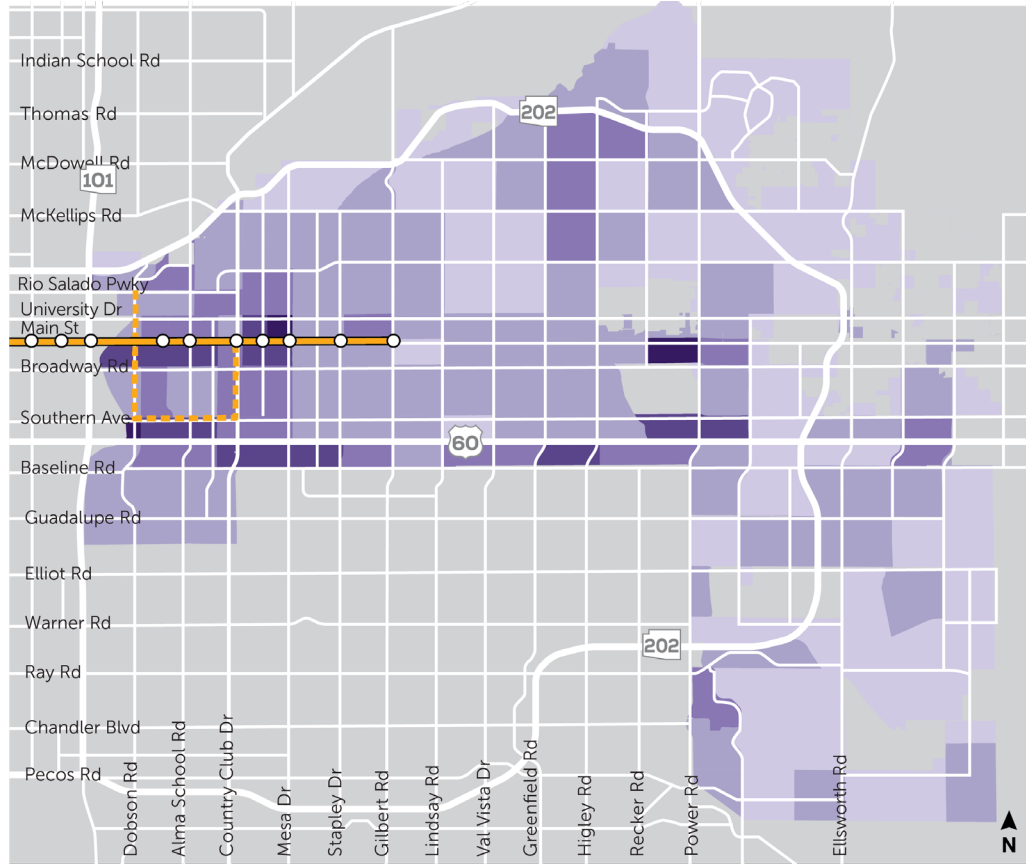 Indian School Rd
Thomas Rd
202
McDowell Rd
101
McKellips Rd
Rio Salado Pwky
University Dr
Main St
Broadway Rd
Southern Ave
60
Baseline Rd
Guadalupe Rd
Elliot Rd
Warner Rd
202
Ray Rd
Chandler Blvd
Pecos Rd
Dobson Rd
Alma School Rd
Country Club Dr
Mesa Dr
Stapley Dr
Gilbert Rd
Lindsay Rd
Val Vista Dr
Greenfield Rd
Higley Rd
Recker Rd
Power Rd
Ellsworth Rd
N